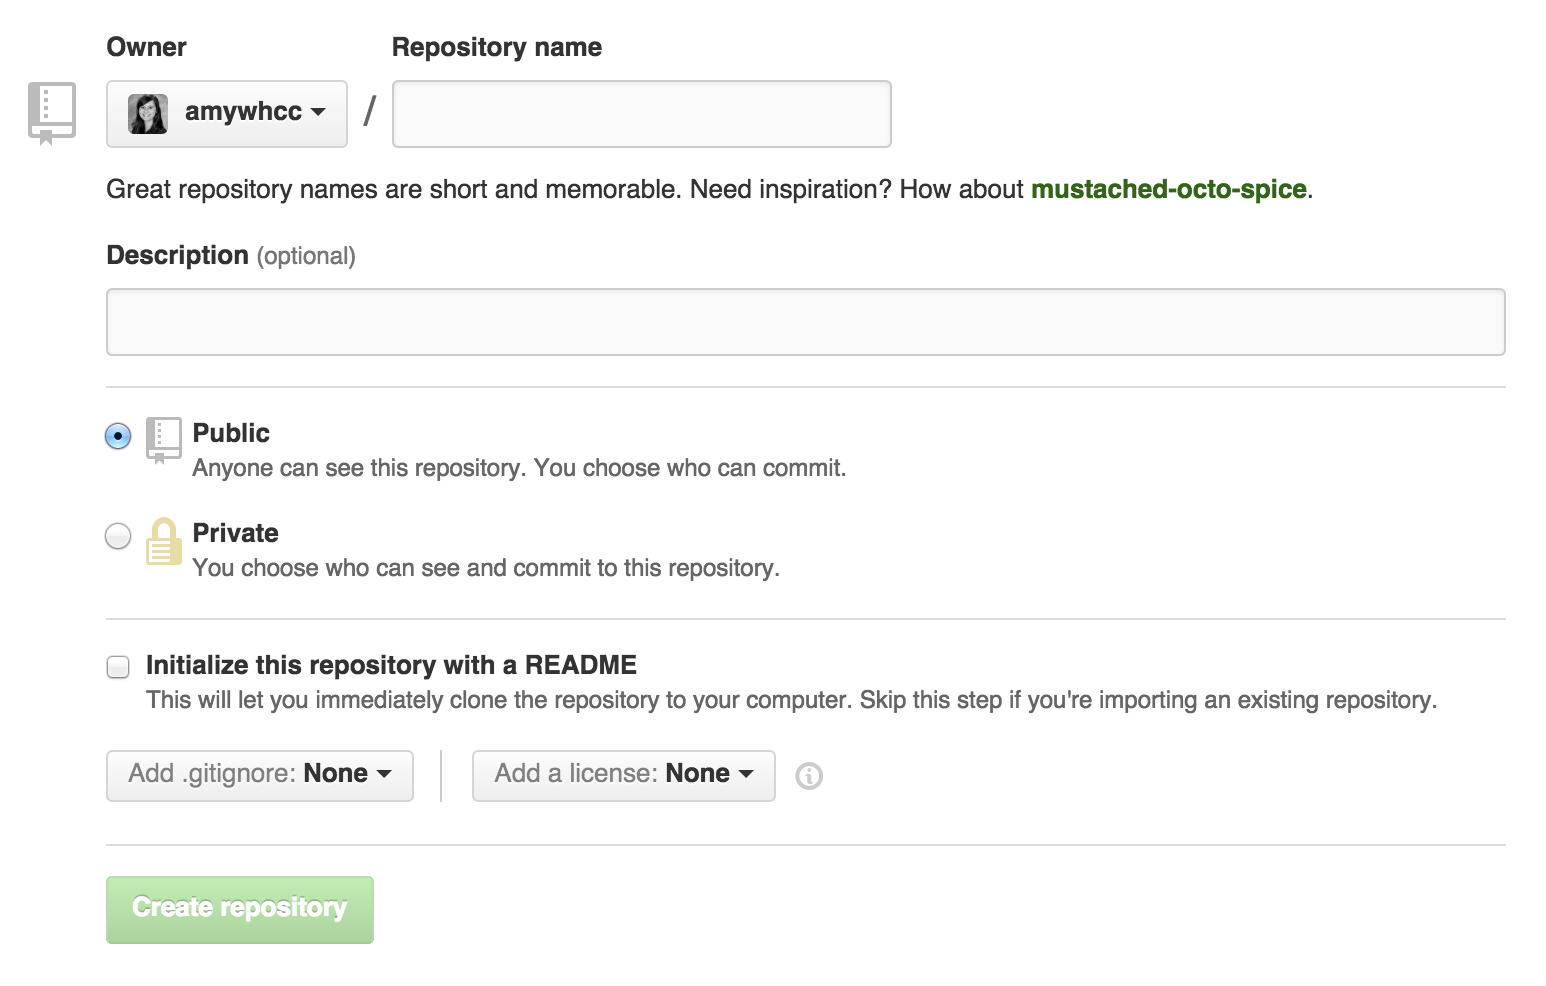 Owner Repository name
amywhcc /
Great repository names are short and memorable. Need inspiration? How about mustached-octo-spice.
Description (optional)
Public
Anyone can see this repository. You choose who can commit.
Private
You choose who can see and commit to this repository.
Initialize this repository with a README
This will let you immediately clone the repository to your computer. Skip this step if you're importing an existing repository.
Add .gitignore: None Add a license: None
Create repository